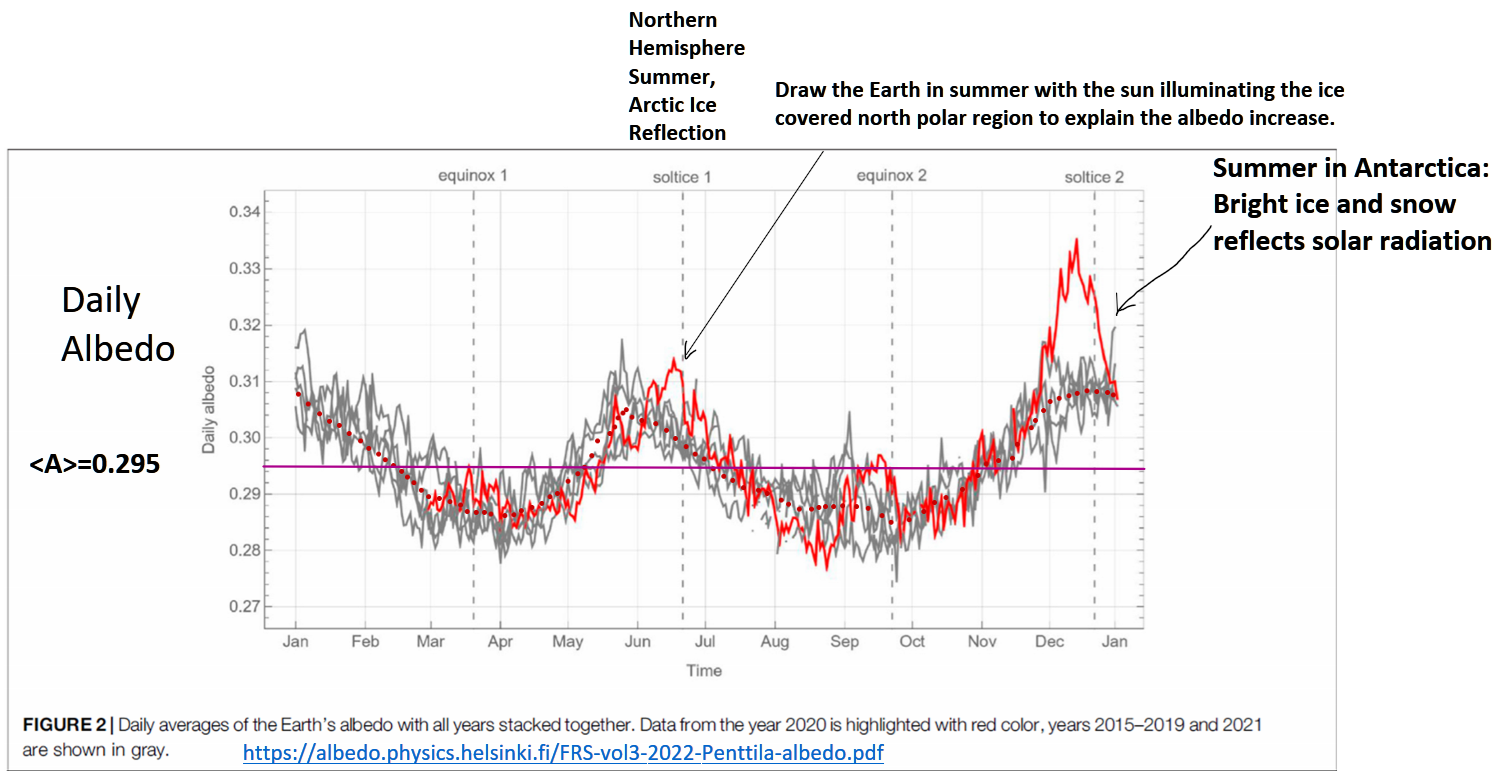 Northern
Hemisphere
Summer,
Arctic Ice
Reflection
Draw the Earth in summer with the sun illuminating the ice
covered north polar region to explain the albedo increase.
Summer in Antarctica:
Bright ice and snow
reflects solar radiation
equinox 1
soltice 1
equinox 2
soltice 2
Daily
Albedo
<A>=0.295
Daily albedo
0.34
0.33
0.32
0.31
0.30
0.29
0.28
0.27
Jan Feb Mar Apr May Jun Jul Aug Sep Oct Nov Dec Jan
Time
FIGURE 2 | Daily averages of the Earth's albedo with all years stacked together. Data from the year 2020 is highlighted with red color, years 2015–2019 and 2021
are shown in gray.
https://albedo.physics.helsinki.fi/FRS-vol3-2022-Penttila-albedo.pdf